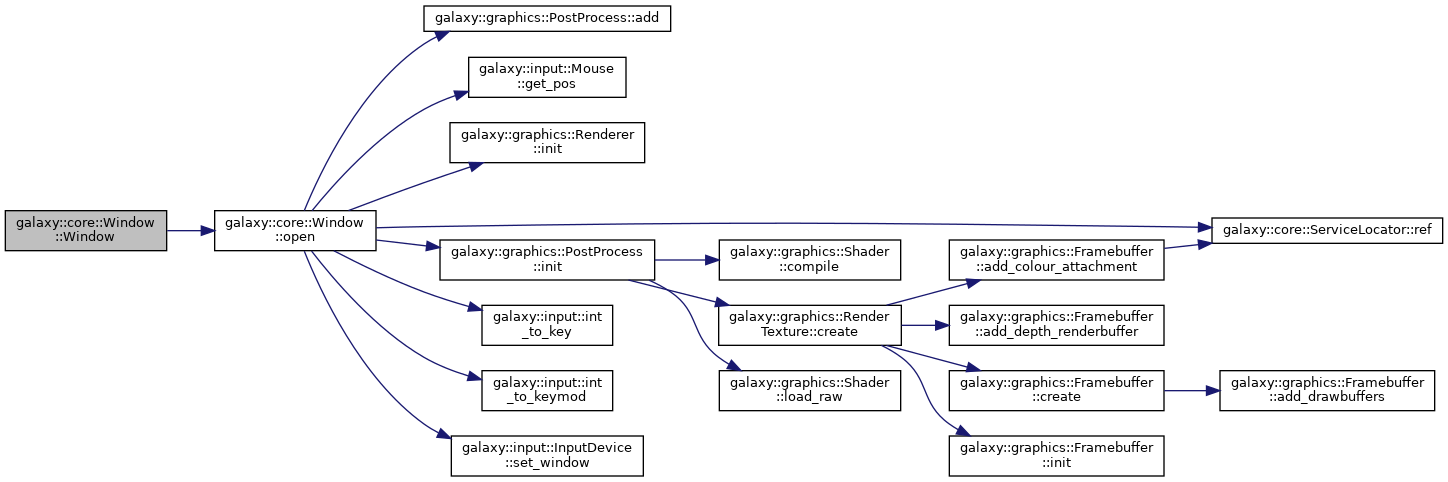 galaxy::core::Window
::Window
galaxy::core::Window
::open
galaxy::graphics::PostProcess::add
galaxy::input::Mouse
::get_pos
galaxy::graphics::Renderer
::init
galaxy::core::ServiceLocator::ref
galaxy::graphics::PostProcess
::init
galaxy::graphics::Shader
::compile
galaxy::graphics::Framebuffer
::add_colour_attachment
galaxy::input::int
_to_key
galaxy::graphics::Render
Texture::create
galaxy::graphics::Framebuffer
::add_depth_renderbuffer
galaxy::input::int
_to_keymod
galaxy::graphics::Shader
::load_raw
galaxy::graphics::Framebuffer
::create
galaxy::graphics::Framebuffer
::add_drawbuffers
galaxy::input::InputDevice
::set_window
galaxy::graphics::Framebuffer
::init